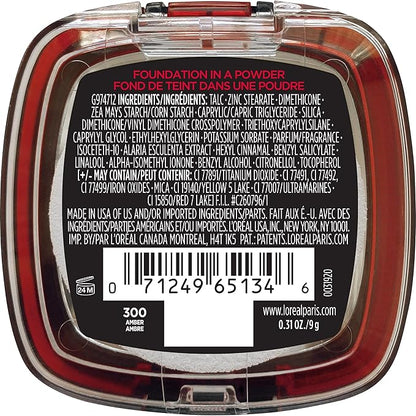 FOUNDATION IN A POWDER
FOND DE TEINT DANS UNE POUDRE
G974712 INGREDIENTS/INGRÉDIENTS: TALC • ZINC STEARATE • DIMETHICONE •
ZEA MAYS STARCH/CORN STARCH • CAPRYLIC/CAPRIC TRIGLYCERIDE • SILICA •
DIMETHICONE/VINYL DIMETHICONE CROSSPOLYMER • TRIETHOXYCAPRYLYLSILANE •
CAPRYLYL GLYCOL • ETHYLHEXYLGLYCERIN • POTASSIUM SORBATE • PARFUM/FRAGRANCE •
ISOCETETH-10 • ALARIA ESCULENTA EXTRACT • HEXYL CINNAMAL • BENZYL SALICYLATE •
LINALOOL • ALPHA-ISOMETHYL IONONE • BENZYL ALCOHOL • CITRONELLOL • TOCOPHEROL
[+/- MAY CONTAIN/PEUT CONTENIR: CI 77891/TITANIUM DIOXIDE • CI 77491, CI 77492,
CI 77499/IRON OXIDES • MICA • CI 19140/YELLOW 5 LAKE • CI 77007/ULTRAMARINES •
CI 15850/RED 7 LAKE] F.I.L. #C260796/1
MADE IN USA OF US AND/OR IMPORTED INGREDIENTS/PARTS. FAIT AUX É.-U. AVEC DES
INGRÉDIENTS/PARTIES AMÉRICAINS ET/OU IMPORTÉS. L'ORÉAL USA, INC., NEW YORK, NY 10001.
IMP. BY/PAR L'ORÉAL CANADA MONTREAL, H4T 1K5 PAT.: PATENTS.LOREALPARIS.COM
24 M
0 71249 65134 6
0031920
300
AMBER
AMBRE
www.lorealparis.com
0.31 OZ./9 g